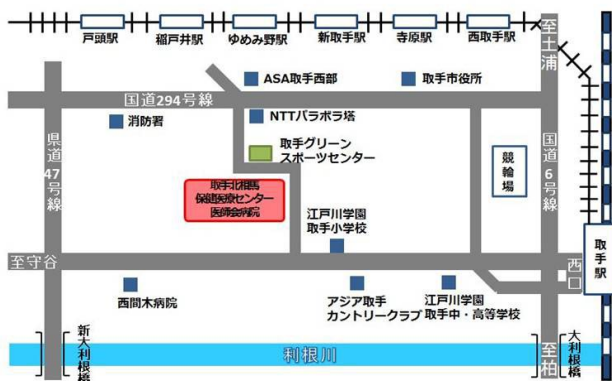 戸頭駅
稲戸井駅
ゆめみ野駅
新取手駅
寺原駅
西取手駅
至土浦
ASA取手西部
取手市役所
国道294号線
消防署
NTTパラボラ塔
取手グリーン
スポーツセンター
県道47号線
国道6号線
競輪場
取手北相馬
保健医療センター
医師会病院
江戸川学園
取手小学校
取手駅
西口
至守谷
西間木病院
アジア取手
カントリークラブ
江戸川学園
取手中・高等学校
新大利根橋
利根川
至柏
大利根橋